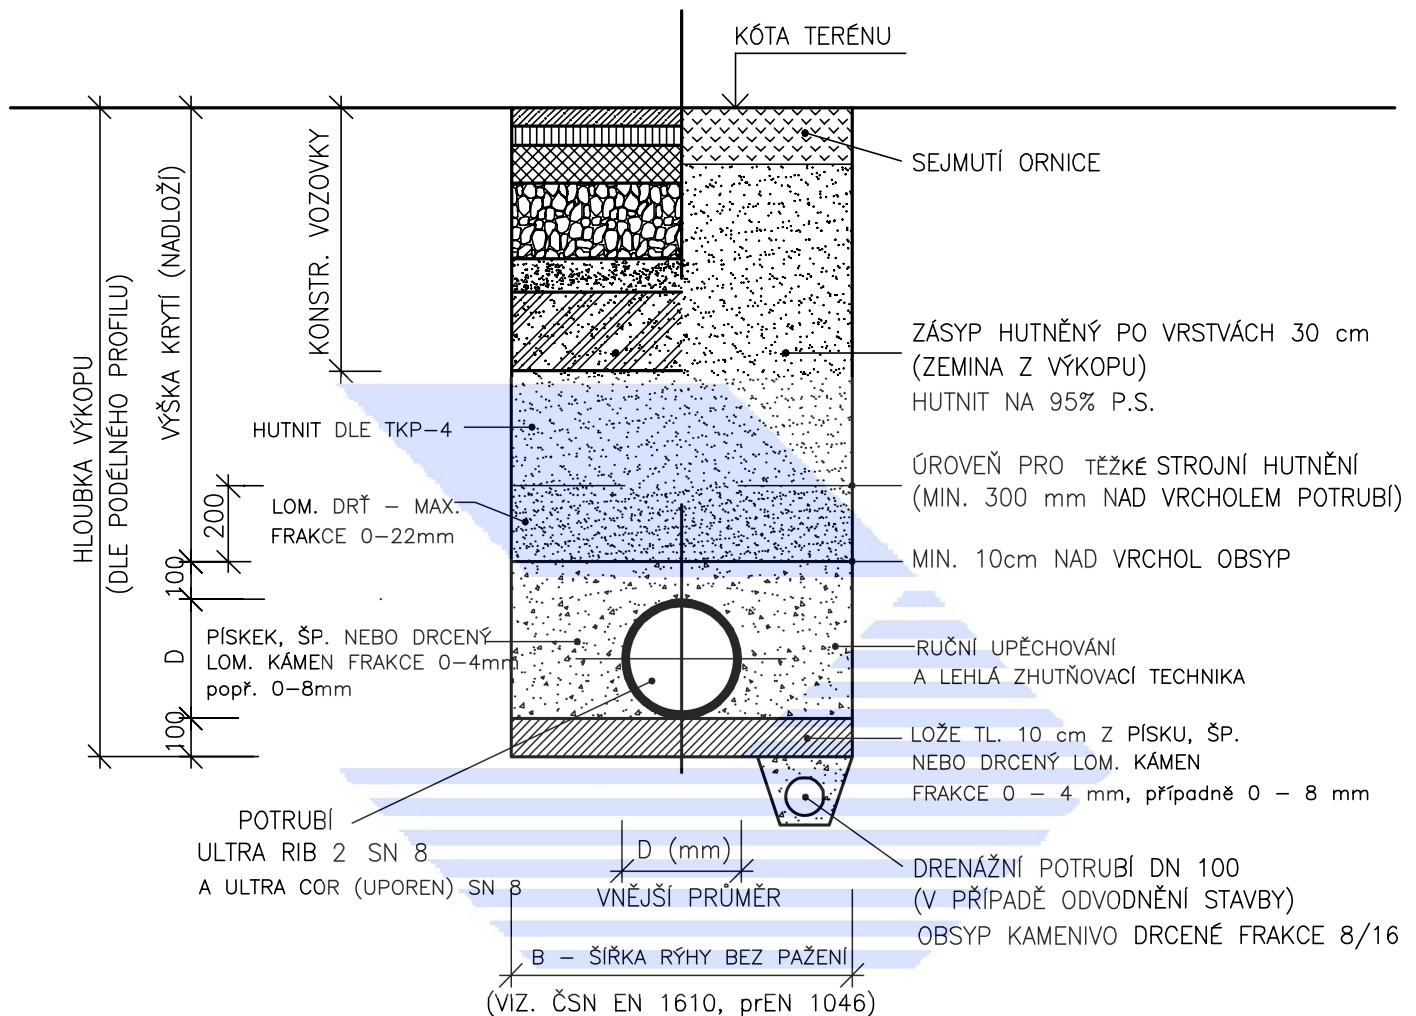 KÓTA TERÉNU
SEJMUTÍ ORNICE
KONSTR. VOZOVKY
VÝŠKA KRYTÍ (NADLOŽÍ)
HLOUBKA VÝKOPU
(DLE PODÉLNÉHO PROFILU)
ZÁSYP HUTNĚNÝ PO VRSTVÁCH 30 cm
(ZEMINA Z VÝKOPU)
HUTNIT NA 95% P.S.
HUTNIT DLE TKP-4
ÚROVEŇ PRO TĚŽKÉ STROJNÍ HUTNĚNÍ
(MIN. 300 mm NAD VRCHOLEM POTRUBÍ)
200
LOM. DRŤ - MAX.
FRAKCE 0-22mm
MIN. 10cm NAD VRCHOL OBSYP
100
PÍSKEK, ŠP. NEBO DRCENÝ
LOM. KÁMEN FRAKCE 0-4mm
popř. 0-8mm
D
RUČNÍ UPĚCHOVÁNÍ
A LEHLÁ ZHUTŇOVACÍ TECHNIKA
100
LOŽE TL. 10 cm Z PÍSKU, ŠP.
NEBO DRCENÝ LOM. KÁMEN
FRAKCE 0 - 4 mm, případně 0 - 8 mm
POTRUBÍ
ULTRA RIB 2 SN 8
A ULTRA COR (UPOREN) SN 8
D (mm)
VNĚJŠÍ PRŮMĚR
DRENÁŽNÍ POTRUBÍ DN 100
(V PŘÍPADĚ ODVODNĚNÍ STAVBY)
OBSYP KAMENIVO DRCENÉ FRAKCE 8/16
B - ŠÍŘKA RÝHY BEZ PAŽENÍ
(VIZ. ČSN EN 1610, prEN 1046)